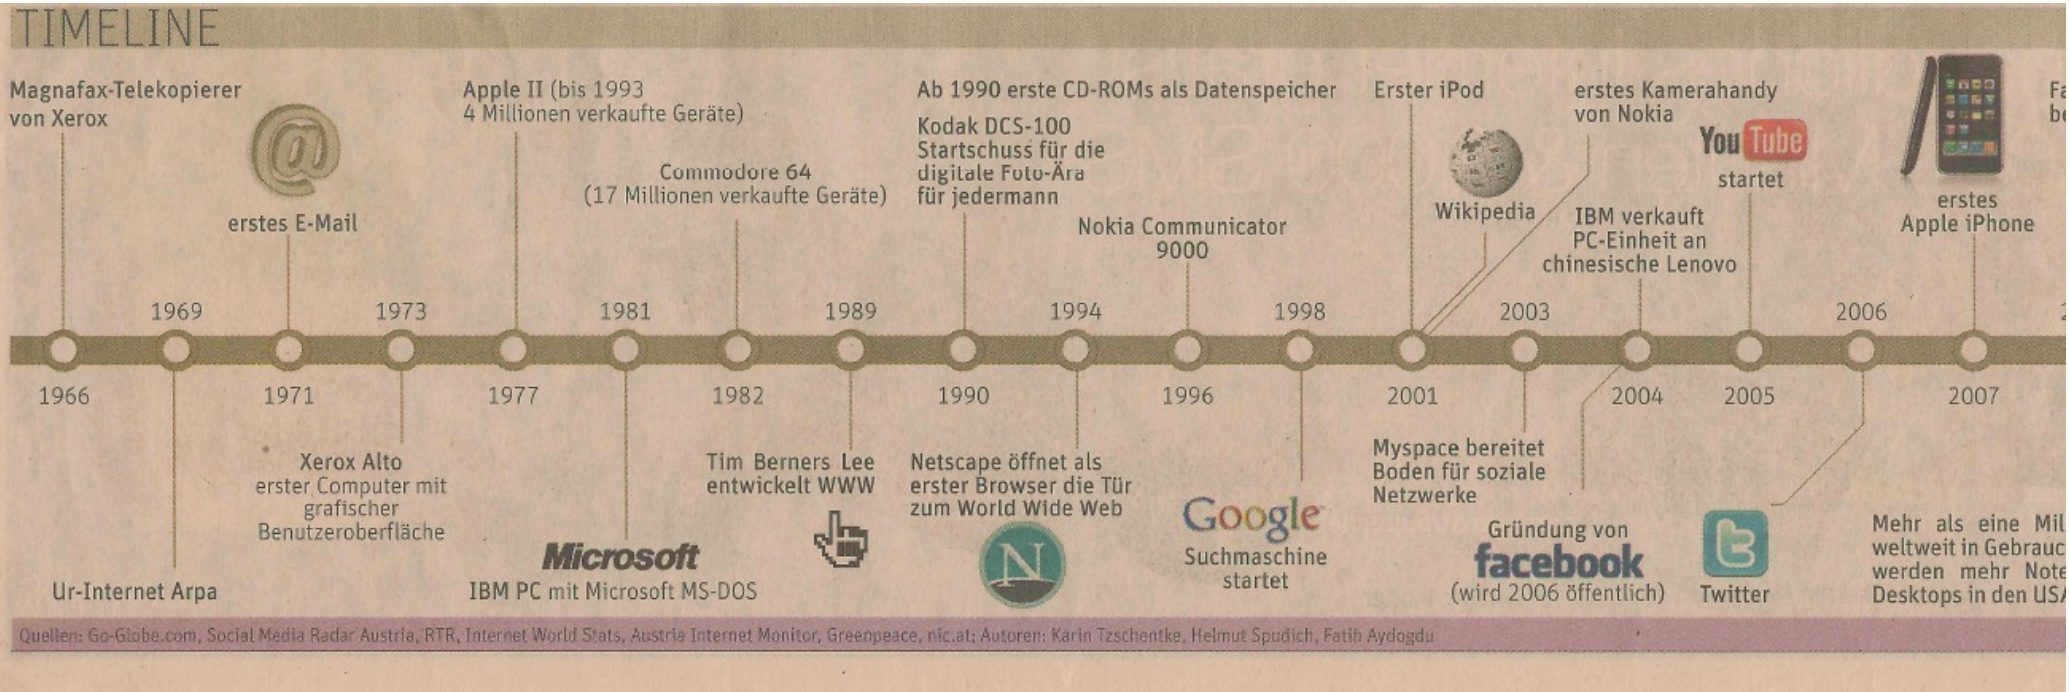 TIMELINE
Magnafax-Telekopierer
von Xerox
@
erstes E-Mail
Apple II (bis 1993
4 Millionen verkaufte Geräte)
Commodore 64
(17 Millionen verkaufte Geräte)
Ab 1990 erste CD-ROMs als Datenspeicher
Kodak DCS-100
Startschuss für die
digitale Foto-Ära
für jedermann
Nokia Communicator
9000
Erster iPod
Wikipedia
erstes Kamerahandy
von Nokia
IBM verkauft
PC-Einheit an
chinesische Lenovo
YouTube
startet
erstes
Apple iPhone
Fa
be
1969 1973 1981 1989 1994 1998 2003 2006 2
1966 1971 1977 1982 1990 1996 2001 2004 2005 2007
Ur-Internet Arpa
Xerox Alto
erster Computer mit
grafischer
Benutzeroberfläche
Microsoft
IBM PC mit Microsoft MS-DOS
Tim Berners Lee
entwickelt WWW
Netscape öffnet als
erster Browser die Tür
zum World Wide Web
N
Google
Suchmaschine
startet
Myspace bereitet
Boden für soziale
Netzwerke
Gründung von
facebook
(wird 2006 öffentlich)
t
Twitter
Mehr als eine Mil
weltweit in Gebrauc
werden mehr Note
Desktops in den USA
Quellen: Go-Globe.com, Social Media Radar Austria, RTR, Internet World Stats, Austria Internet Monitor, Greenpeace, nic.at; Autoren: Karin Tzschentke, Helmut Spudich, Fatih Aydogdu